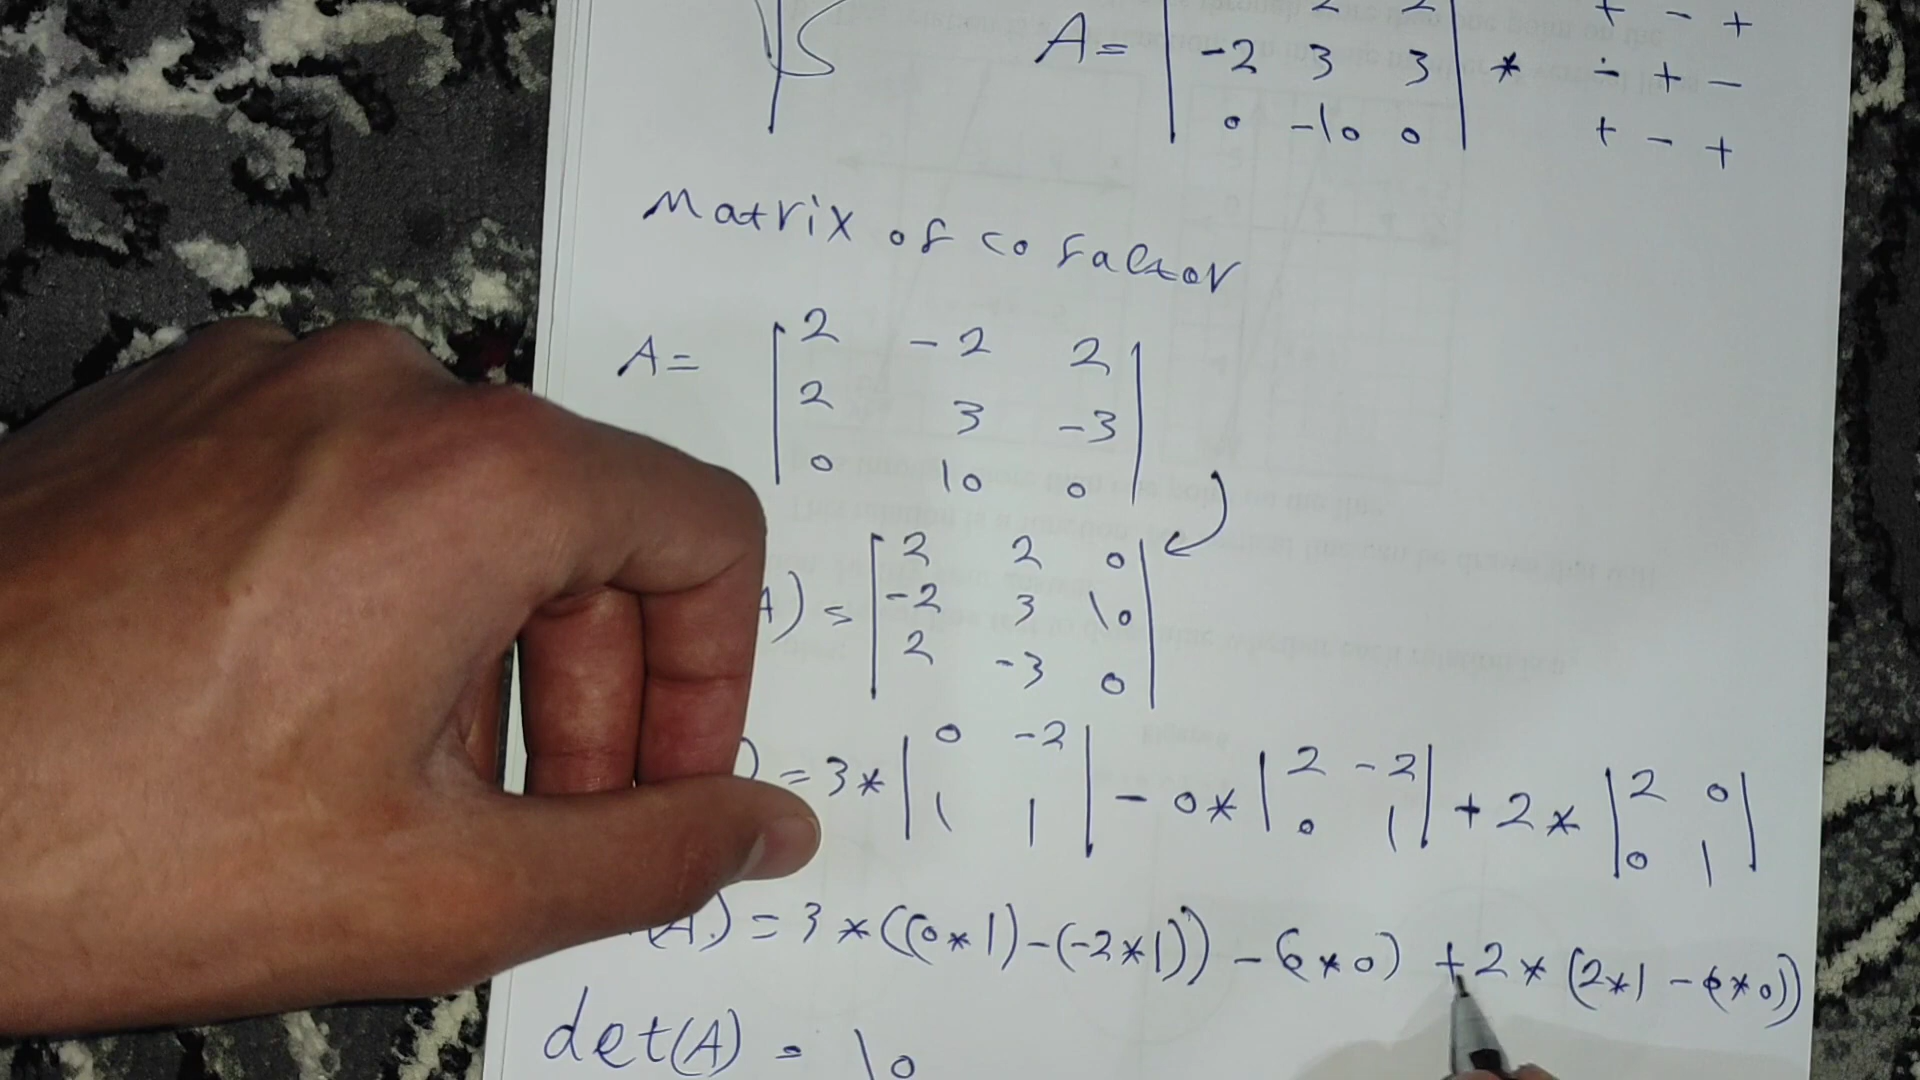 A= | 2 2 | + - +
-2 3 3 * - + -
0 -10 0 + - +
Matrix of cofactor
A= | 2 -2 2 |
2 3 -3
0 10 0
A) = | 2 2 0 |
-2 3 10
2 -3 0
) = 3* | 0 -2 | - 0* | 2 -2 | + 2* | 2 0 |
1 1 0 1 0 1
(A) = 3*((0*1)-(-2*1)) - (0*0) +2*(2*1 - (0*0))
det(A) = 10